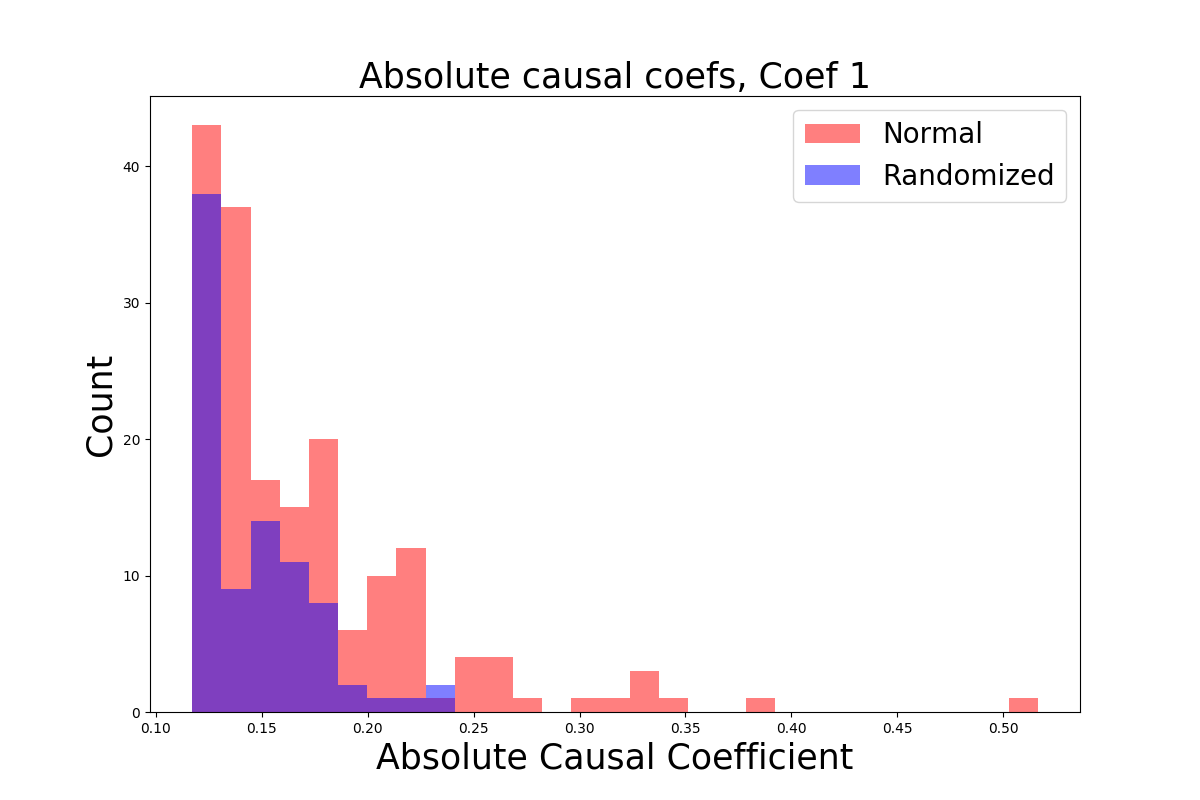 Absolute causal coefs, Coef 1
Normal
Randomized
Count
40
30
20
10
0
0.10 0.15 0.20 0.25 0.30 0.35 0.40 0.45 0.50
Absolute Causal Coefficient